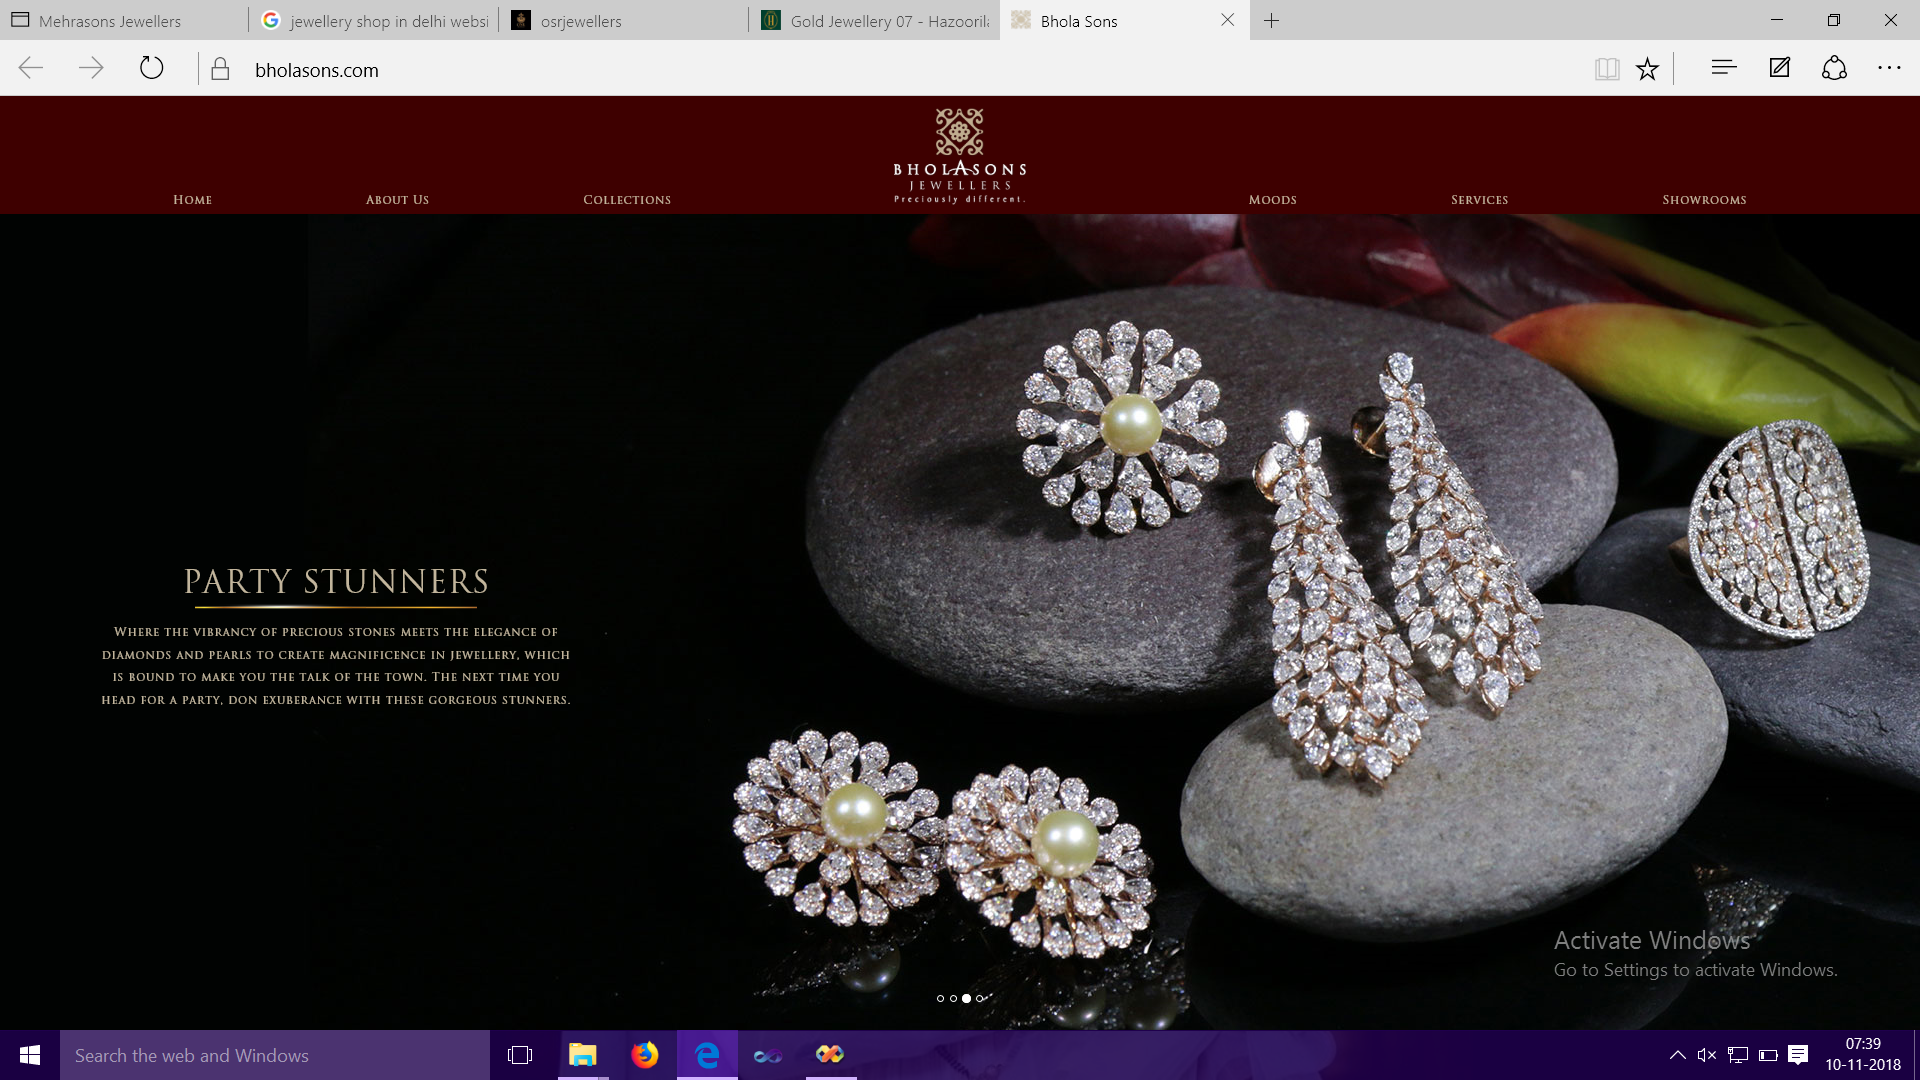 Mehrasons Jewellers
jewellery shop in delhi websi
osrjewellers
Gold Jewellery 07 - Hazooril
Bhola Sons
bholasons.com
BHOLASONS
JEWELLERS
Preciously different.
Home
About Us
Collections
Moods
Services
Showrooms
PARTY STUNNERS
Where the vibrancy of precious stones meets the elegance of
diamonds and pearls to create magnificence in jewellery, which
is bound to make you the talk of the town. The next time you
head for a party, don exuberance with these gorgeous stunners.
Activate Windows
Go to Settings to activate Windows.
Search the web and Windows
07:39
10-11-2018